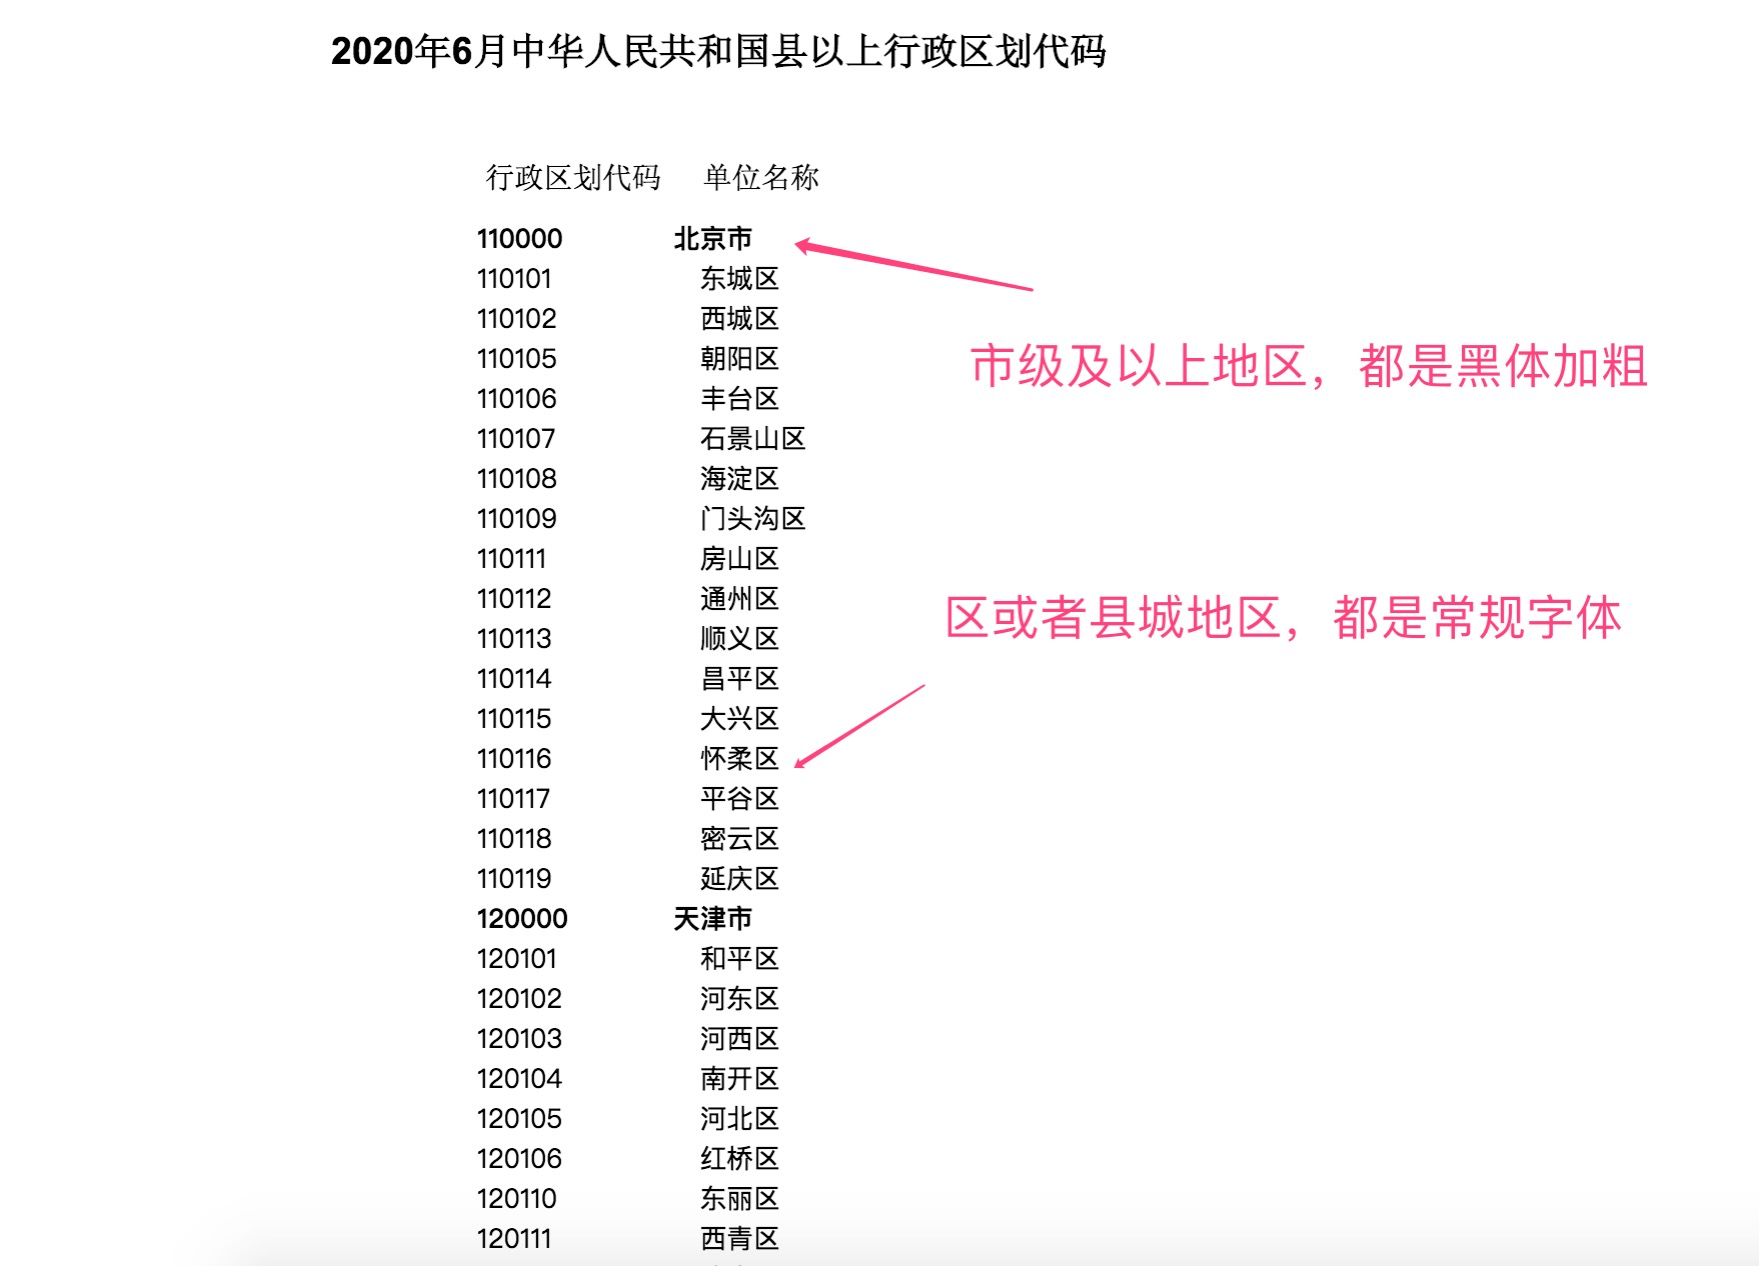 2020年6月中华人民共和国县以上行政区划代码
行政区划代码 单位名称
110000 北京市
110101 东城区
110102 西城区
110105 朝阳区
市级及以上地区，都是黑体加粗
110106 丰台区
110107 石景山区
110108 海淀区
110109 门头沟区
110111 房山区
110112 通州区
区或者县城地区，都是常规字体
110113 顺义区
110114 昌平区
110115 大兴区
110116 怀柔区
110117 平谷区
110118 密云区
110119 延庆区
120000 天津市
120101 和平区
120102 河东区
120103 河西区
120104 南开区
120105 河北区
120106 红桥区
120110 东丽区
120111 西青区